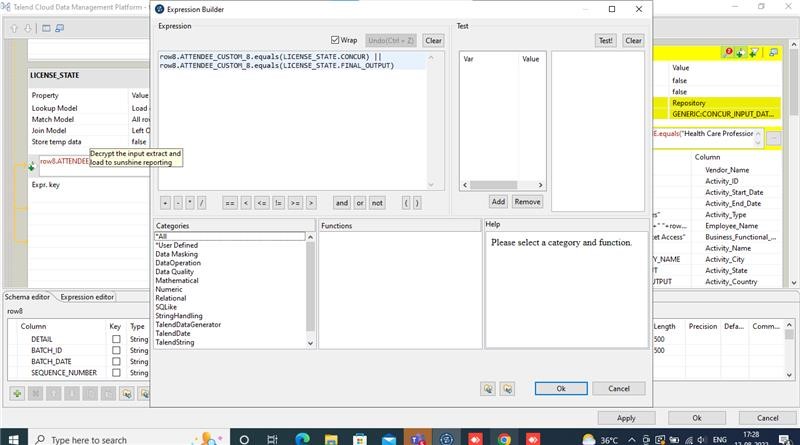 Talend Cloud Data Management Platform -
Expression Builder
Expression
Wrap
Undo(Ctrl + Z)
Clear
row8.ATTENDEE_CUSTOM_8.equals(LICENSE_STATE.CONCUR) ||
row8.ATTENDEE_CUSTOM_8.equals(LICENSE_STATE.FINAL_OUTPUT)
+ - * / == < <= != >= > and or not ( )
Test
Test!
Clear
Var Value
Add
Remove
Categories
*All
*User Defined
Data Masking
DataOperation
Data Quality
Mathematical
Numeric
Relational
SQLike
StringHandling
TalendDataGenerator
TalendDate
TalendString
Functions
Help
Please select a category and function.
Ok
Cancel
LICENSE_STATE
Property Value
Lookup Model Load
Match Model All ro
Join Model Left O
Store temp data false
row8.ATTENDEE
Decrypt the input extract and
load to sunshine reporting
Expr. key
Value
false
false
Repository
GENERIC:CONCUR_INPUT_DAT...
E.equals("Health Care Profession
...
Column
Vendor_Name
Activity_ID
Activity_Start_Date
Activity_End_Date
s" Activity_Type
+" "+row... Employee_Name
et Access" Business_Functional_...
Y_NAME Activity_City
T Activity_State
UTPUT Activity_Country
Schema editor
Expression editor
row8
Column Key Type
DETAIL String
BATCH_ID String
BATCH_DATE String
SEQUENCE_NUMBER String
Length Precision Defa... Comm...
500
500
Apply
Ok
Cancel
Type here to search
36°C
ENG
17:28